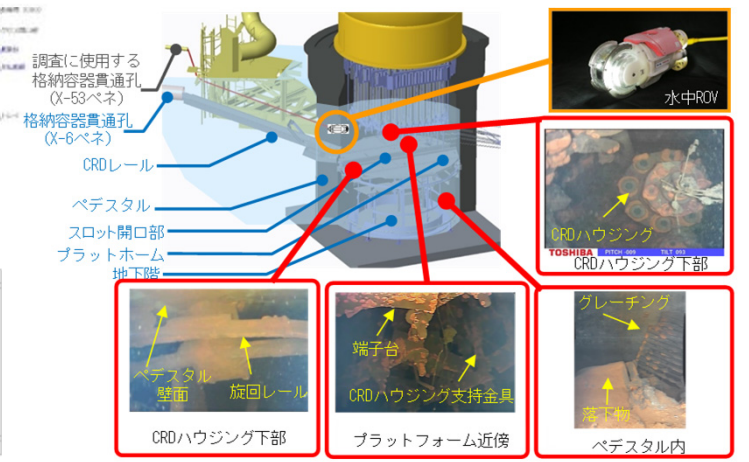 調査に使用する
格納容器貫通孔
(X-53ペネ)
格納容器貫通孔
(X-6ペネ)
CRDレール
ペデスタル
スロット開口部
プラットホーム
地下階
水中ROV
CRDハウジング
TOSHIBA PITCH -009 TILT 093
CRDハウジング下部
ペデスタル
壁面
旋回レール
CRDハウジング下部
端子台
CRDハウジング支持金具
プラットフォーム近傍
グレーチング
落下物
ペデスタル内